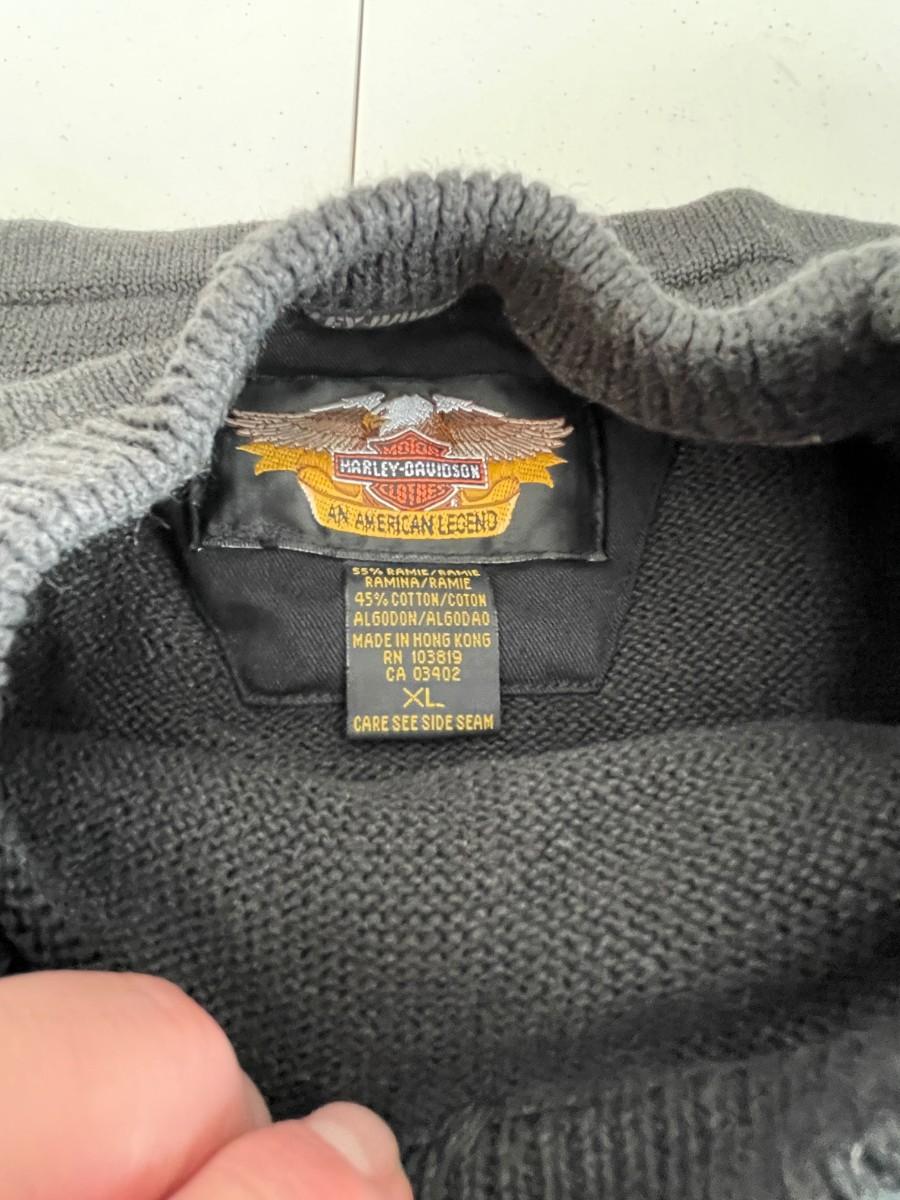 MOTOR
HARLEY-DAVIDSON
CLOTHES
®
AN AMERICAN LEGEND
55% RAMIE/RAMIE
RAMINA/RAMIE
45% COTTON/COTON
ALGODON/ALGODAO
MADE IN HONG KONG
RN 103819
CA 03402
XL
CARE SEE SIDE SEAM